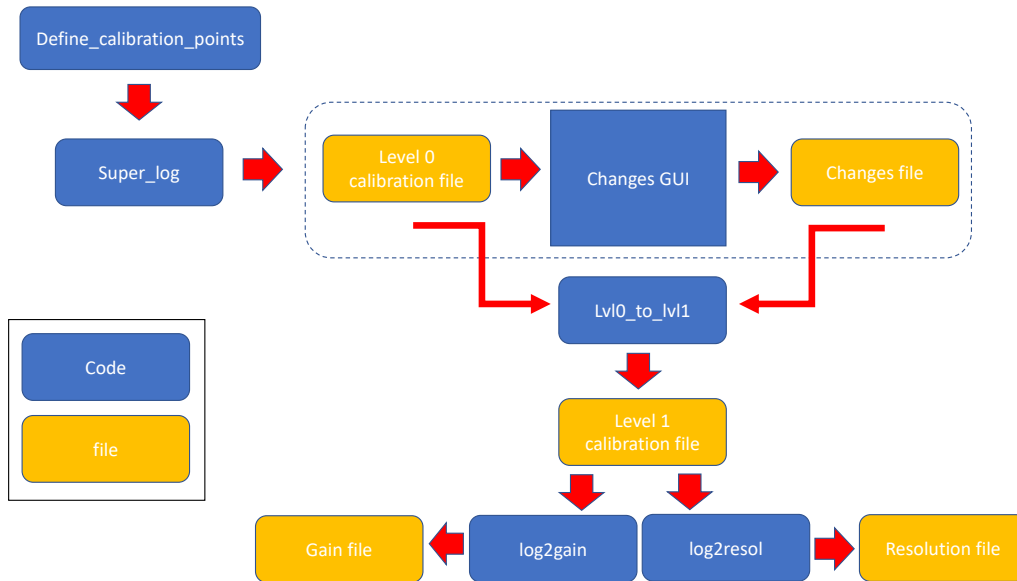 Define_calibration_points
Super_log
Level 0
calibration file
Changes GUI
Changes file
Lvl0_to_lvl1
Code
file
Level 1
calibration file
Gain file
log2gain
log2resol
Resolution file